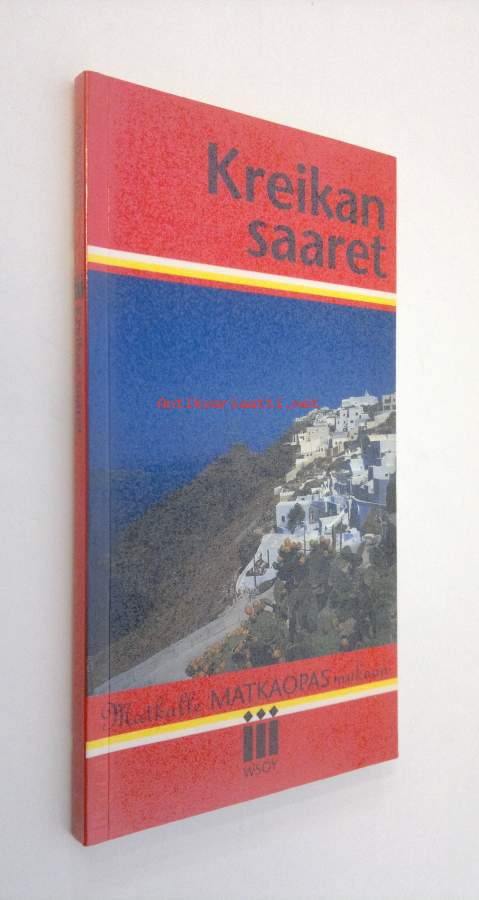 Kreikan
saaret
antikvariaatti.net
Matkalle MATKAOPAS mukaan
WSOY